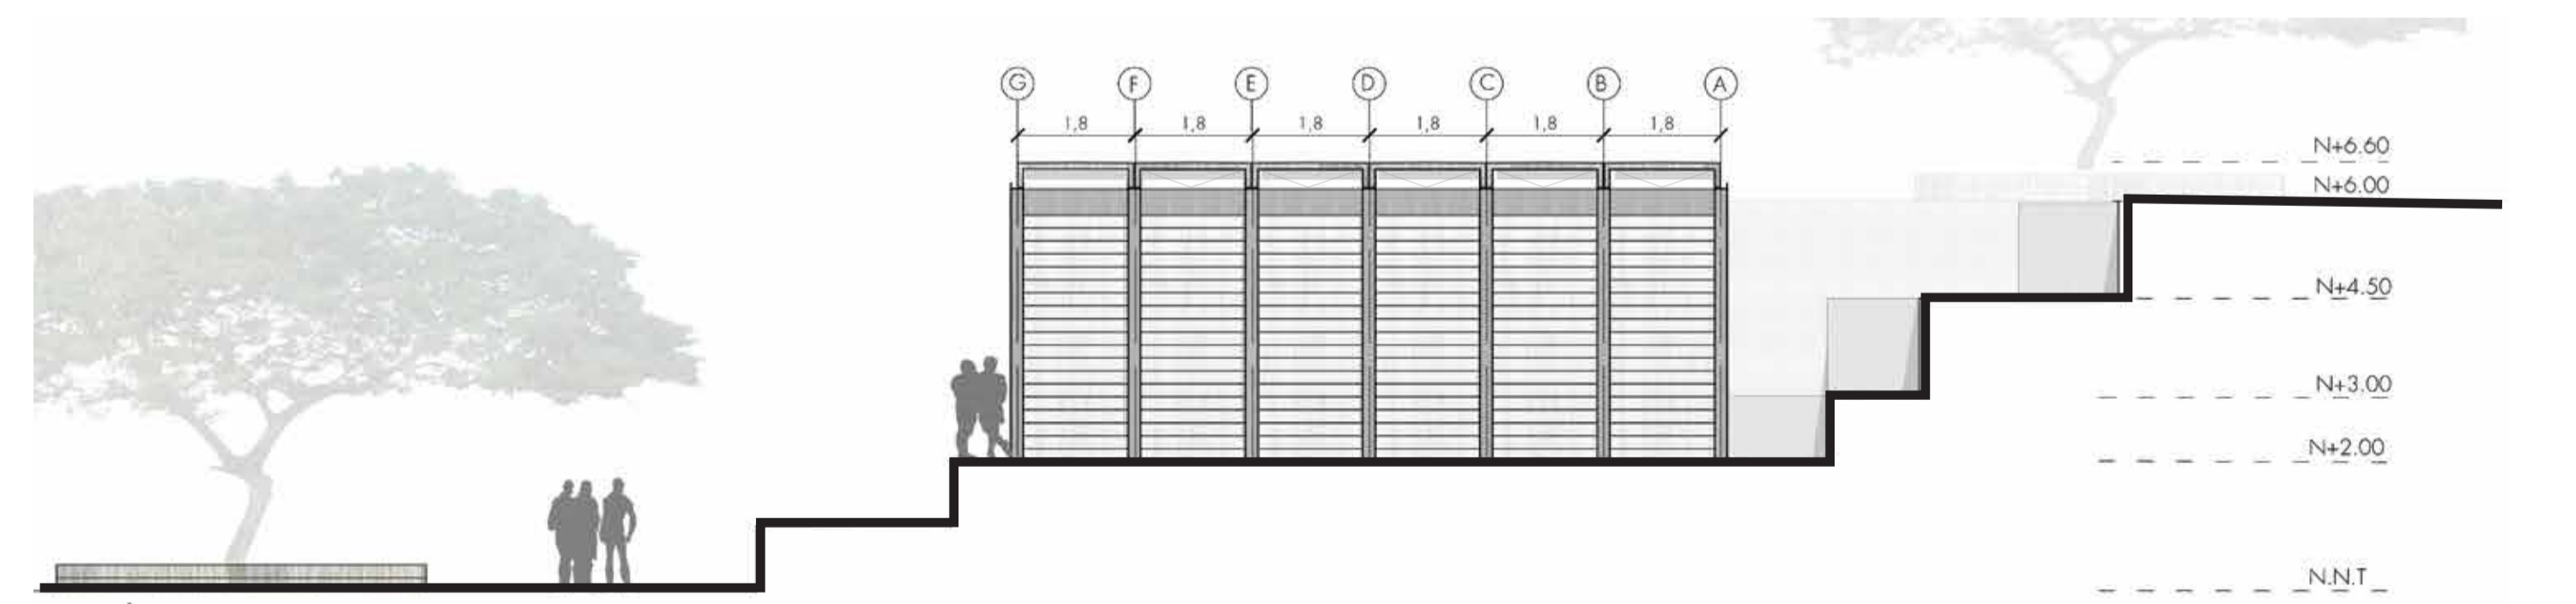 G F E D C B A
1,8 1,8 1,8 1,8 1,8 1,8
N+6.60
N+6.00
N+4.50
N+3.00
N+2.00
N.N.T